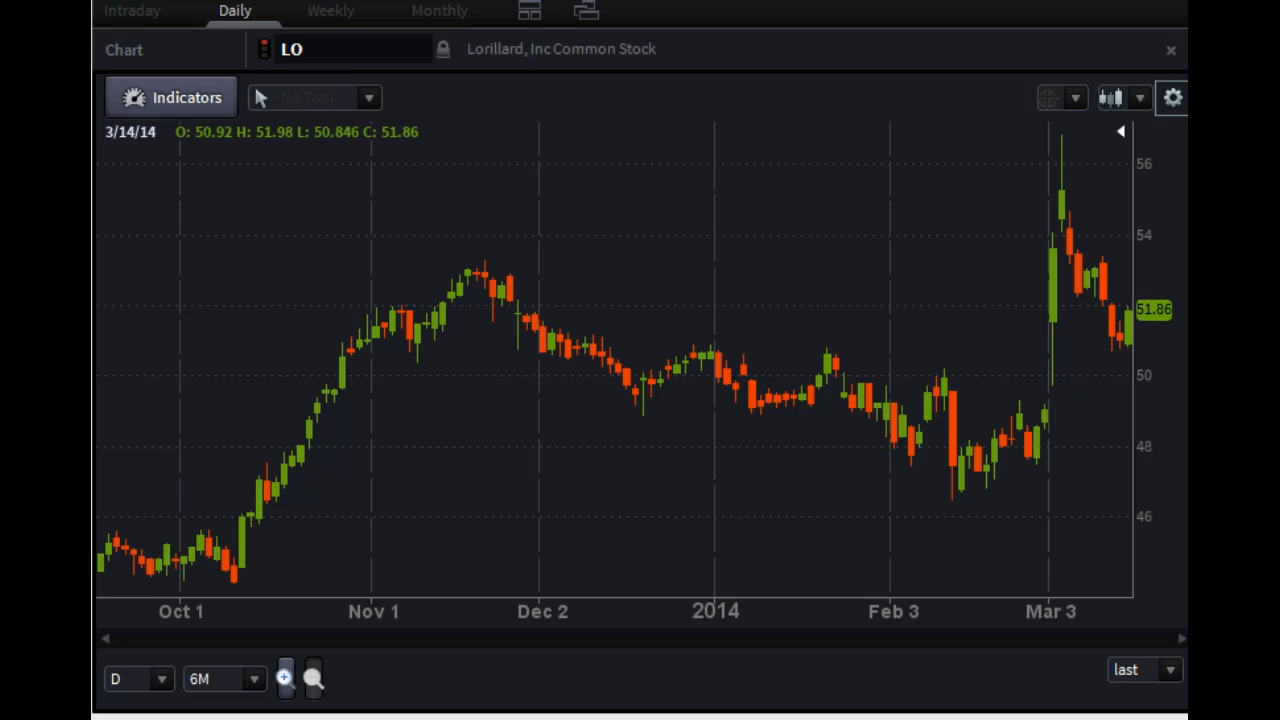 Intraday Daily Weekly Monthly
Chart LO Lorillard, Inc Common Stock
Indicators No Tool
3/14/14 O: 50.92 H: 51.98 L: 50.846 C: 51.86
56
54
51.86
50
48
46
Oct 1 Nov 1 Dec 2 2014 Feb 3 Mar 3
D 6M last